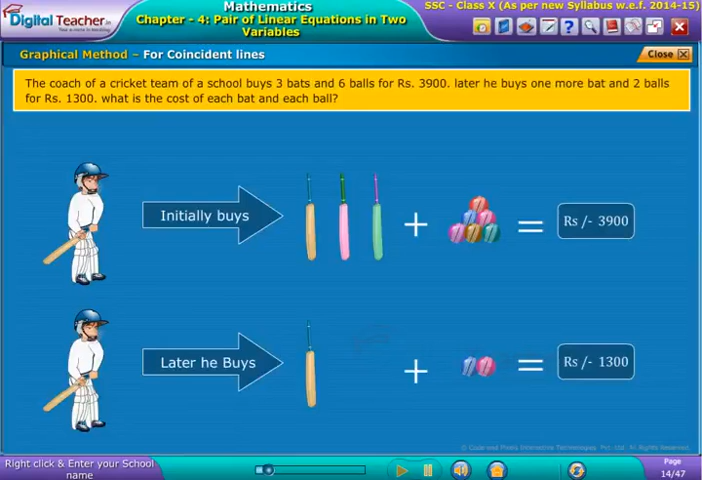 Digital Teacher.in
Mathematics
SSC - Class X (As per new Syllabus w.e.f. 2014-15)
Chapter - 4: Pair of Linear Equations in Two
Variables
Graphical Method – For Coincident lines
Close
The coach of a cricket team of a school buys 3 bats and 6 balls for Rs. 3900. later he buys one more bat and 2 balls
for Rs. 1300. what is the cost of each bat and each ball?
Initially buys
+
=
Rs /- 3900
Later he Buys
+
=
Rs /- 1300
Right click & Enter your School
name
Page
14/47